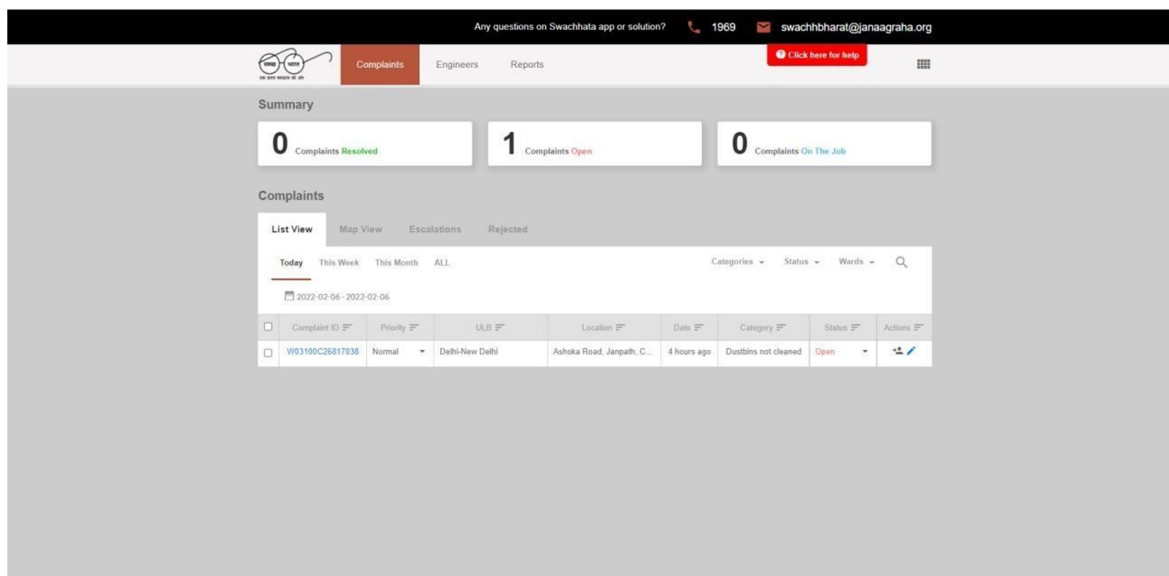 Any questions on Swachhata app or solution? 1969 swachhbharat@janaagraha.org
Complaints Engineers Reports Click here for help
Summary
0 Complaints Resolved 1 Complaints Open 0 Complaints On The Job
Complaints
List View Map View Escalations Rejected
Today This Week This Month ALL Categories Status Wards
2022-02-06 - 2022-02-06
Complaint ID Priority ULB Location Date Category Status Actions
W03100C26817038 Normal Delhi-New Delhi Ashoka Road, Janpath, C... 4 hours ago Dustbins not cleaned Open